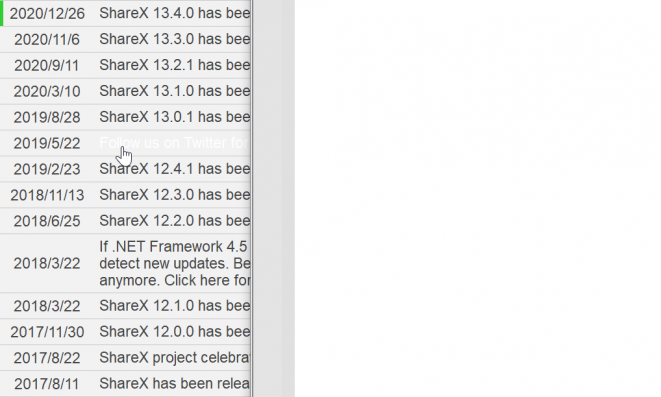 2020/12/26 ShareX 13.4.0 has bee
2020/11/6 ShareX 13.3.0 has bee
2020/9/11 ShareX 13.2.1 has bee
2020/3/10 ShareX 13.1.0 has bee
2019/8/28 ShareX 13.0.1 has bee
2019/5/22 Follow us on Twitter for
2019/2/23 ShareX 12.4.1 has bee
2018/11/13 ShareX 12.3.0 has bee
2018/6/25 ShareX 12.2.0 has bee
2018/3/22 If .NET Framework 4.5
detect new updates. Be
anymore. Click here for
2018/3/22 ShareX 12.1.0 has bee
2017/11/30 ShareX 12.0.0 has bee
2017/8/22 ShareX project celebra
2017/8/11 ShareX has been relea